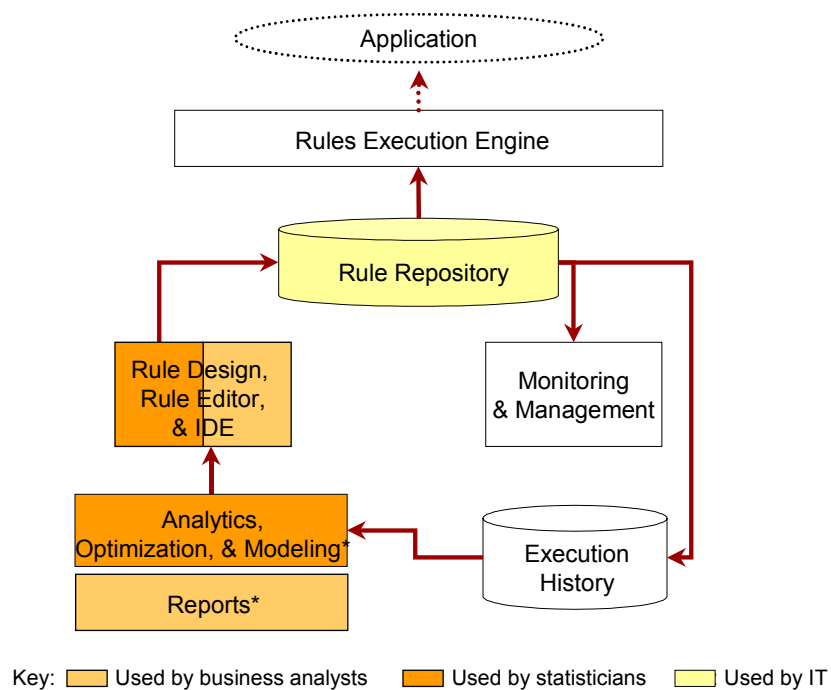 Application
Rules Execution Engine
Rule Repository
Rule Design,
Rule Editor,
& IDE
Monitoring
& Management
Analytics,
Optimization, & Modeling*
Reports*
Execution
History
Key: Used by business analysts Used by statisticians Used by IT